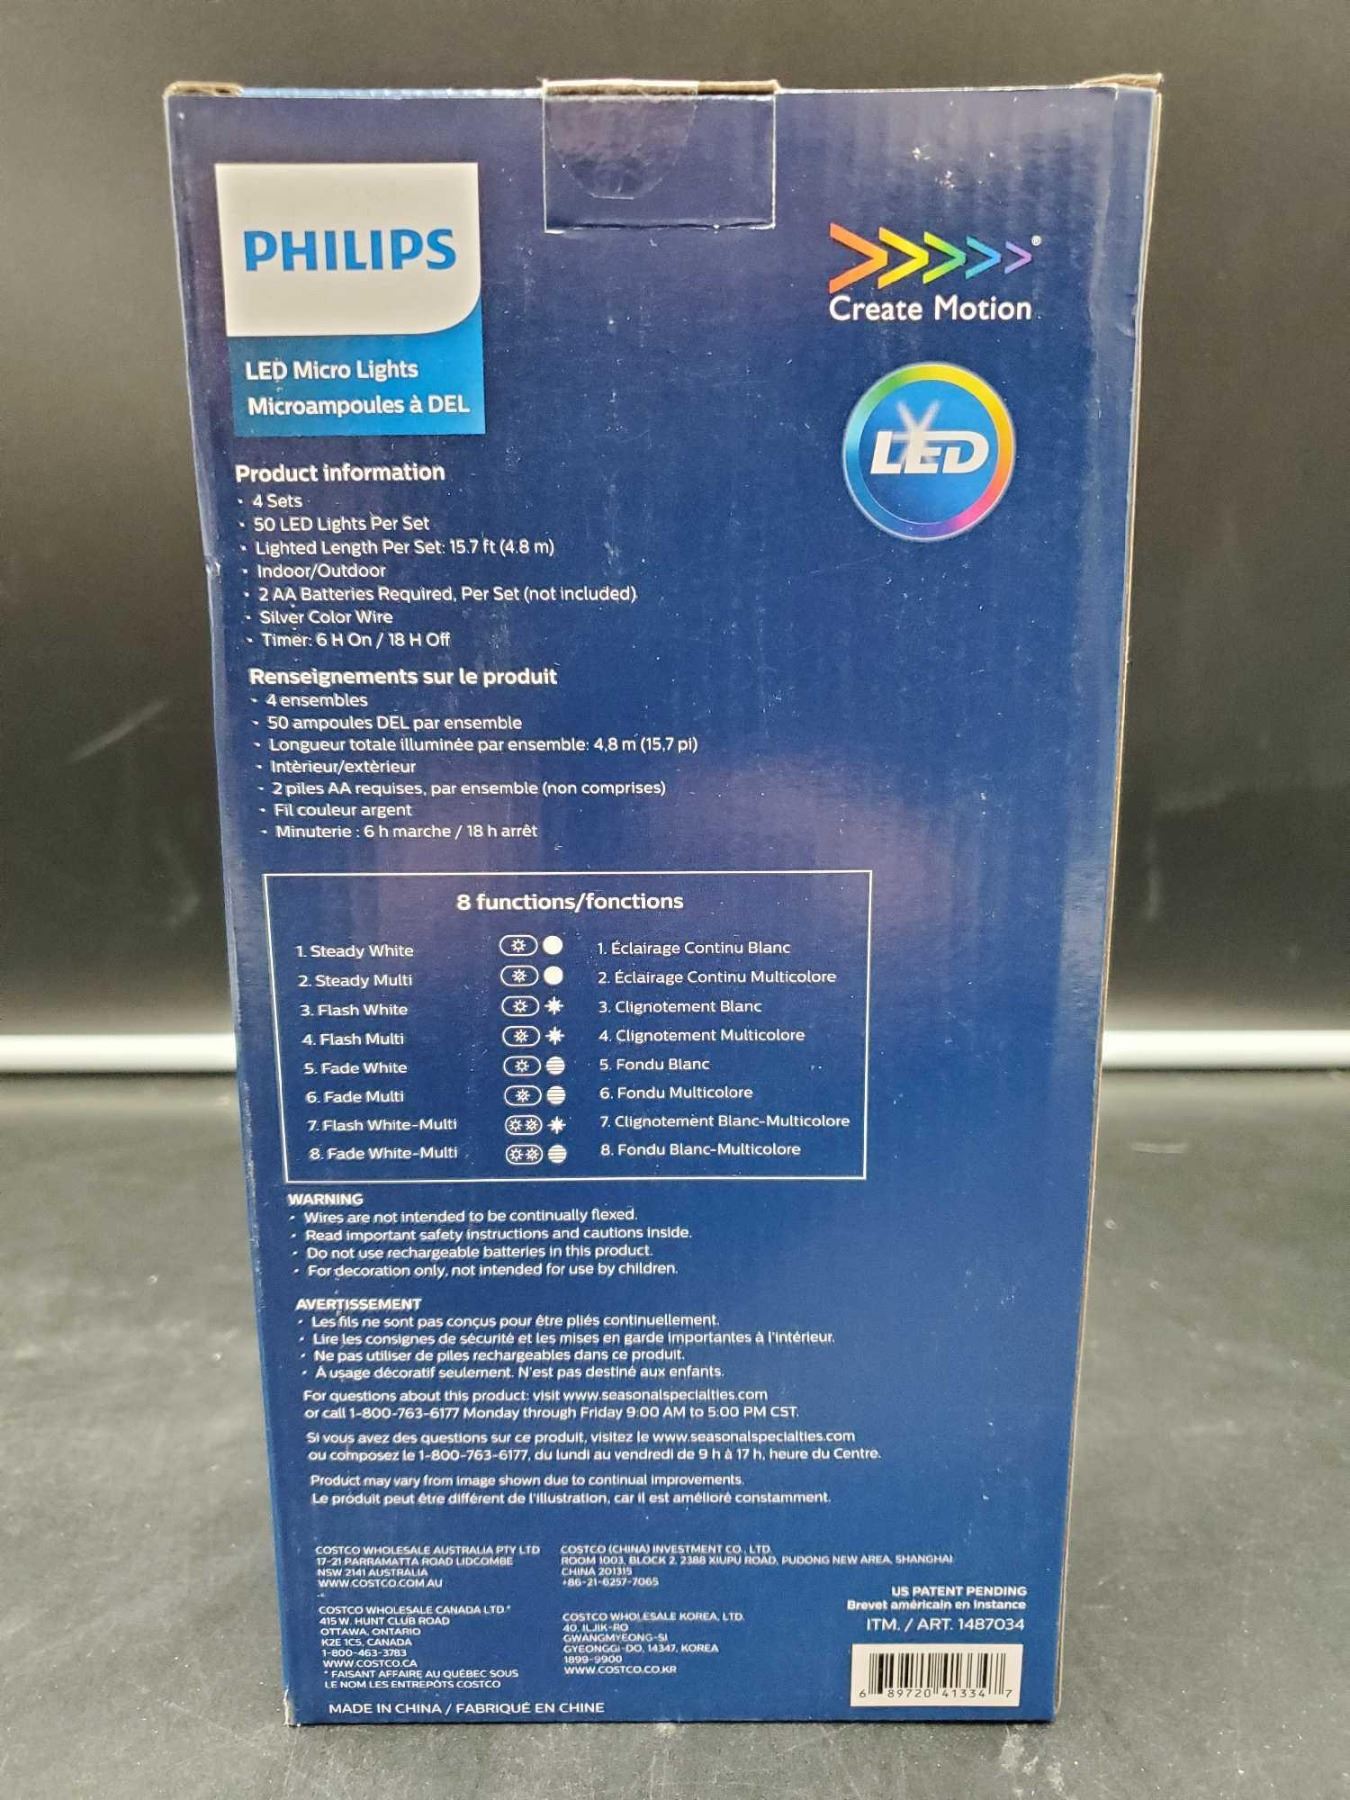 PHILIPS
LED Micro Lights
Microampoules à DEL
Create Motion
LED
Product information
• 4 Sets
• 50 LED Lights Per Set
• Lighted Length Per Set: 15.7 ft (4.8 m)
• Indoor/Outdoor
• 2 AA Batteries Required, Per Set (not included)
• Silver Color Wire
• Timer: 6 H On / 18 H Off
Renseignements sur le produit
• 4 ensembles
• 50 ampoules DEL par ensemble
• Longueur totale illuminée par ensemble: 4,8 m (15,7 pi)
• Intèrieur/extèrieur
• 2 piles AA requises, par ensemble (non comprises)
• Fil couleur argent
• Minuterie : 6 h marche / 18 h arrêt
8 functions/fonctions
1. Steady White
2. Steady Multi
3. Flash White
4. Flash Multi
5. Fade White
6. Fade Multi
7. Flash White-Multi
8. Fade White-Multi
1. Éclairage Continu Blanc
2. Éclairage Continu Multicolore
3. Clignotement Blanc
4. Clignotement Multicolore
5. Fondu Blanc
6. Fondu Multicolore
7. Clignotement Blanc-Multicolore
8. Fondu Blanc-Multicolore
WARNING
• Wires are not intended to be continually flexed.
• Read important safety instructions and cautions inside.
• Do not use rechargeable batteries in this product.
• For decoration only, not intended for use by children.
AVERTISSEMENT
• Les fils ne sont pas conçus pour être pliés continuellement.
• Lire les consignes de sécurité et les mises en garde importantes à l'intérieur.
• Ne pas utiliser de piles rechargeables dans ce produit.
• À usage décoratif seulement. N'est pas destiné aux enfants.
For questions about this product: visit www.seasonalspecialties.com
or call 1-800-763-6177 Monday through Friday 9:00 AM to 5:00 PM CST.
Si vous avez des questions sur ce produit, visitez le www.seasonalspecialties.com
ou composez le 1-800-763-6177, du lundi au vendredi de 9 h à 17 h, heure du Centre.
Product may vary from image shown due to continual improvements.
Le produit peut être différent de l'illustration, car il est amélioré constamment.
COSTCO WHOLESALE AUSTRALIA PTY LTD
17-21 PARRAMATTA ROAD LIDCOMBE
NSW 2141 AUSTRALIA
WWW.COSTCO.COM.AU
COSTCO (CHINA) INVESTMENT CO., LTD.
ROOM 1003, BLOCK 2, 2388 XIUPU ROAD, PUDONG NEW AREA, SHANGHAI
CHINA 201315
+86-21-6257-7065
COSTCO WHOLESALE CANADA LTD.*
415 W. HUNT CLUB ROAD
OTTAWA, ONTARIO
K2E 1C5, CANADA
1-800-463-3783
WWW.COSTCO.CA
* FAISANT AFFAIRE AU QUÉBEC SOUS
LE NOM LES ENTREPÔTS COSTCO
COSTCO WHOLESALE KOREA, LTD.
40, ILJIK-RO
GWANGMYEONG-SI
GYEONGGI-DO, 14347, KOREA
1899-9900
WWW.COSTCO.CO.KR
US PATENT PENDING
Brevet américain en instance
ITM. / ART. 1487034
6 89720 41334 7
MADE IN CHINA / FABRIQUÉ EN CHINE